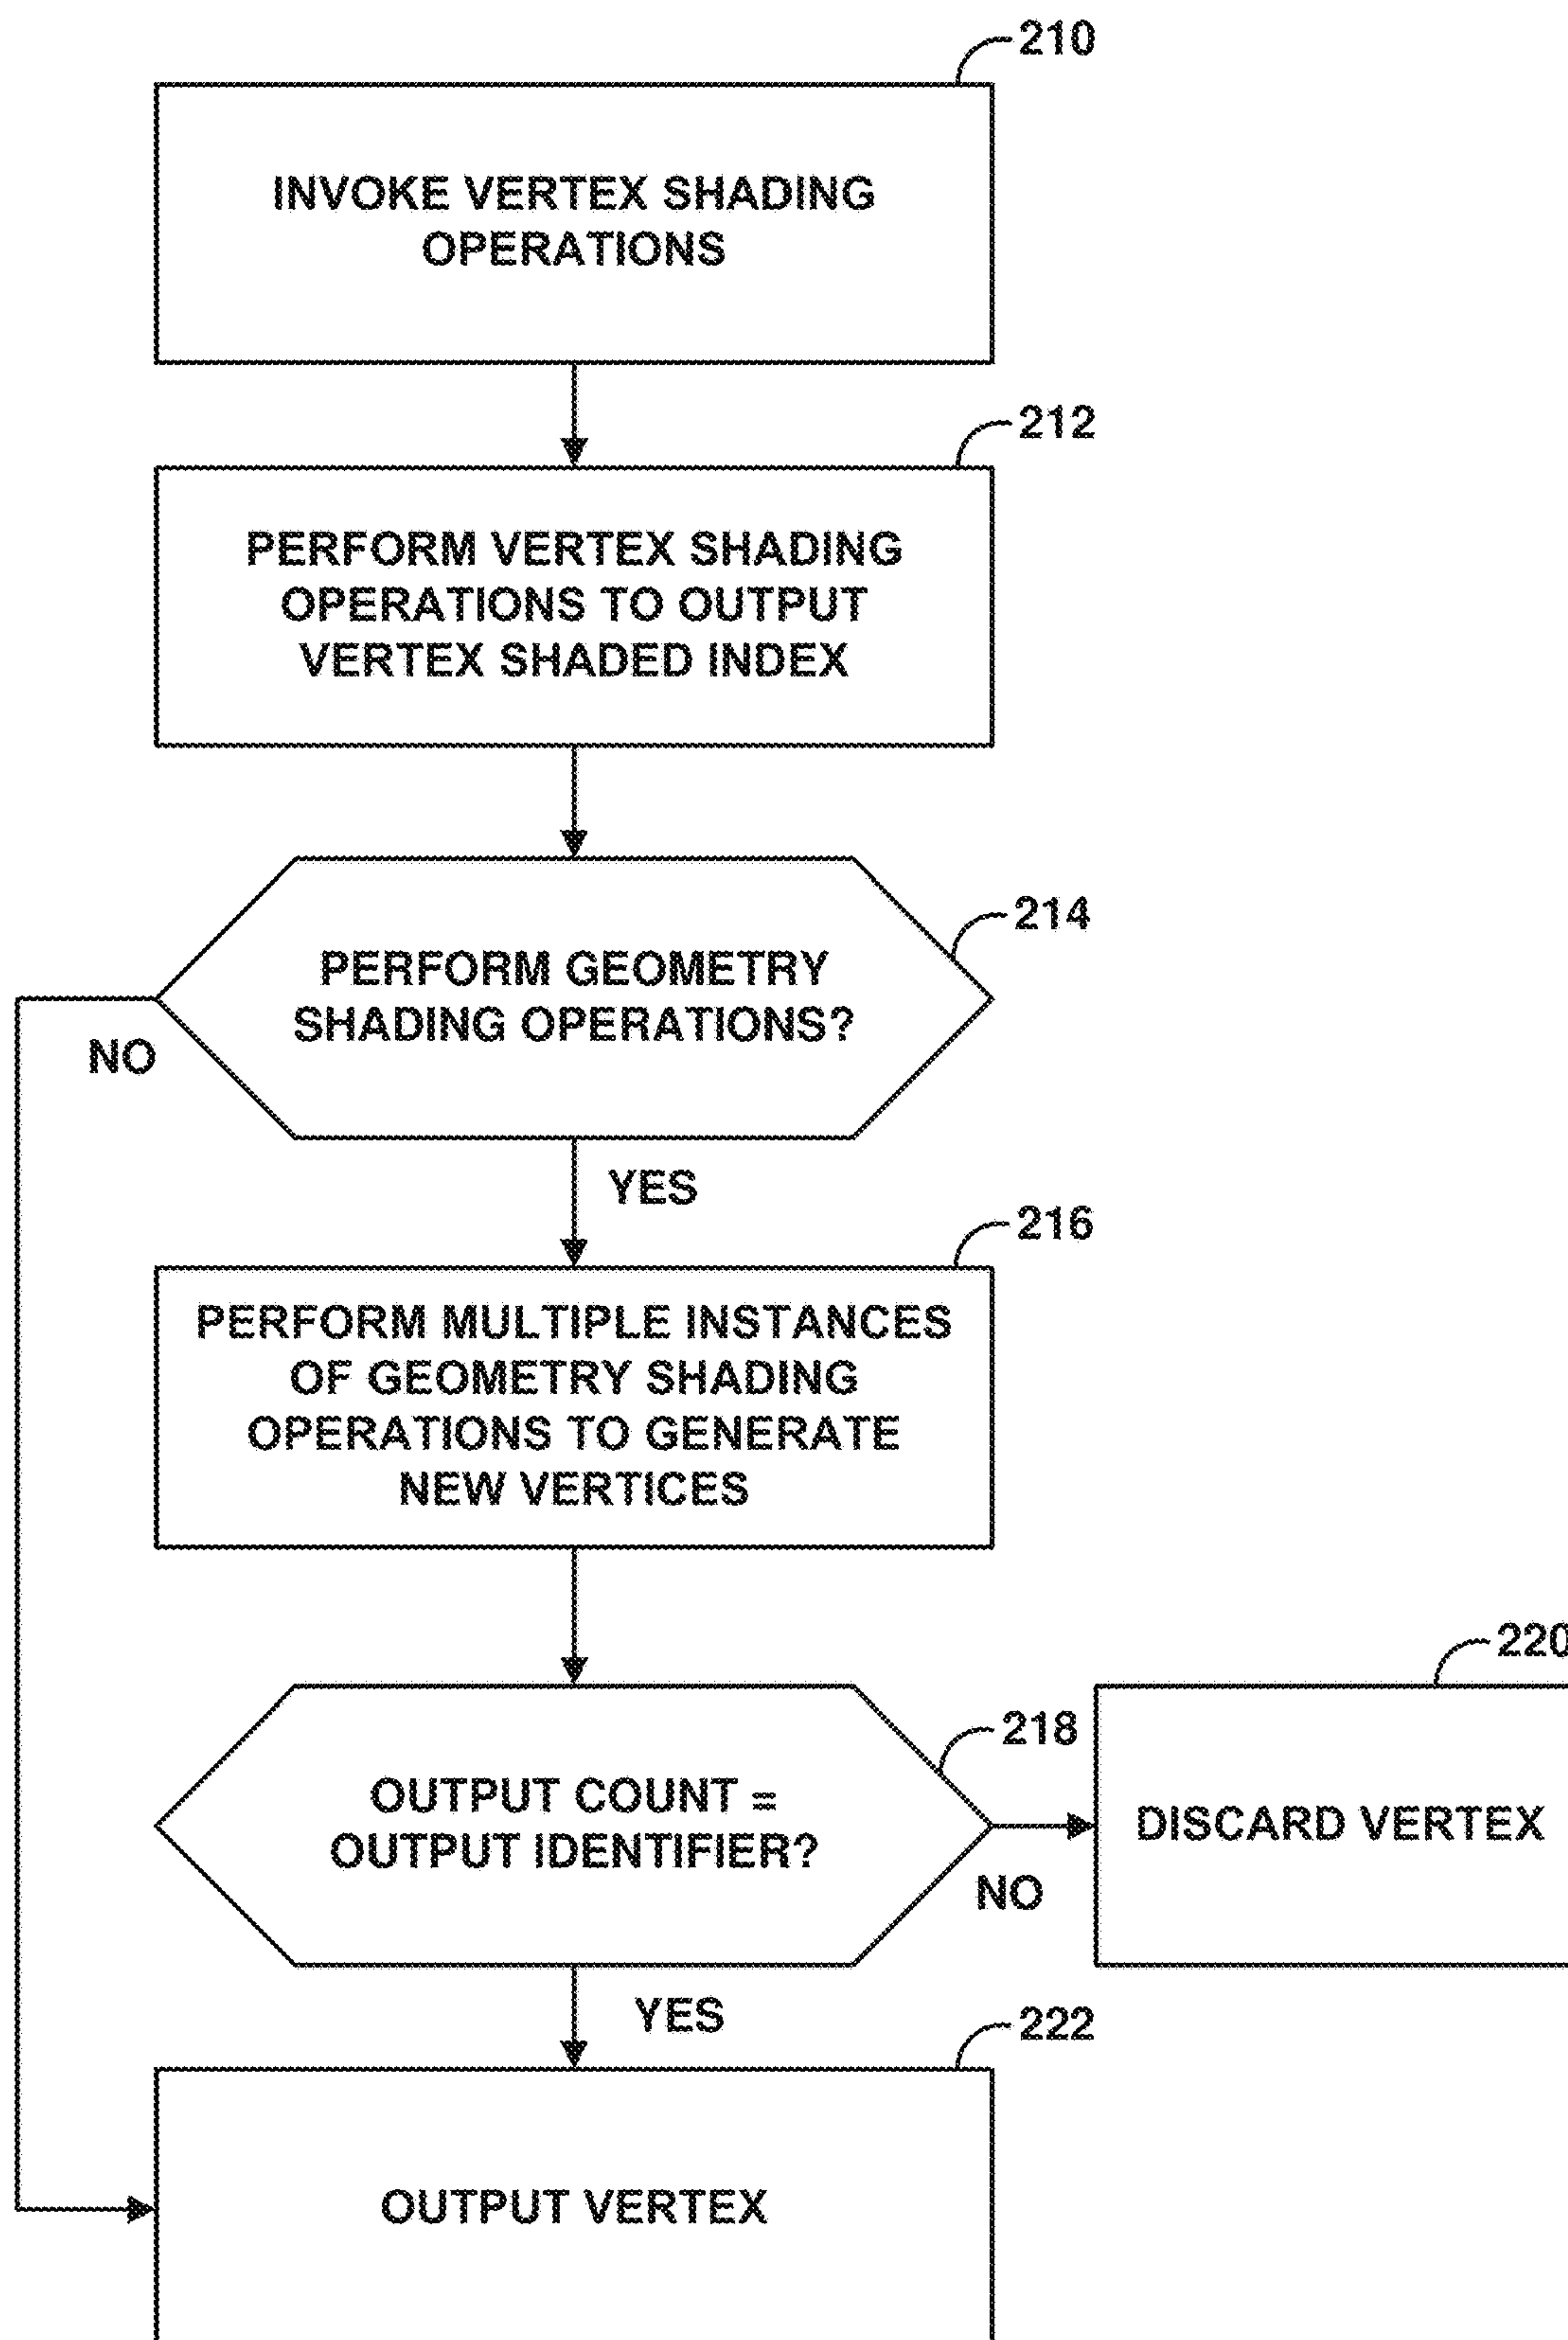 210
INVOKE VERTEX SHADING
OPERATIONS
212
PERFORM VERTEX SHADING
OPERATIONS TO OUTPUT
VERTEX SHADED INDEX
214
PERFORM GEOMETRY
SHADING OPERATIONS?
NO
YES
216
PERFORM MULTIPLE INSTANCES
OF GEOMETRY SHADING
OPERATIONS TO GENERATE
NEW VERTICES
220
218
OUTPUT COUNT =
OUTPUT IDENTIFIER?
DISCARD VERTEX
NO
YES
222
OUTPUT VERTEX